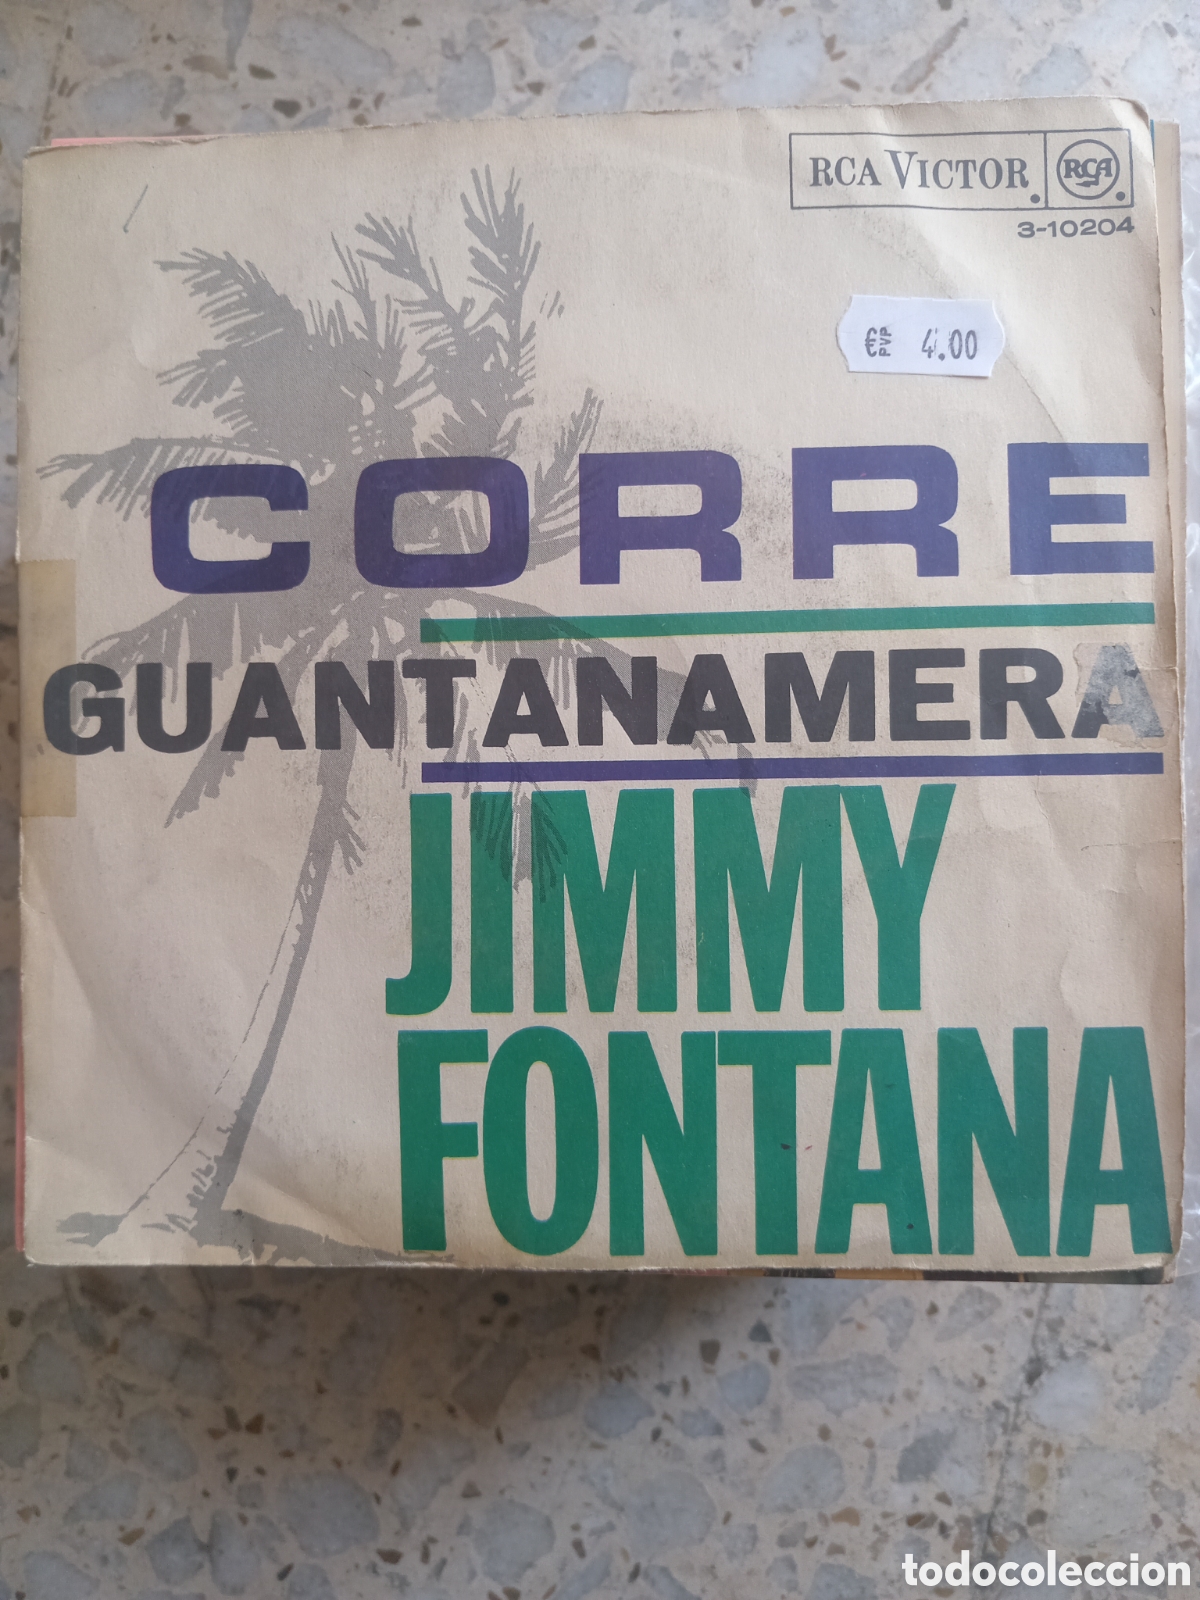 RCA VICTOR. RCA.
3-10204
€ PVP 4.00
CORRE
GUANTANAMERA
JIMMY
FONTANA
todocoleccion